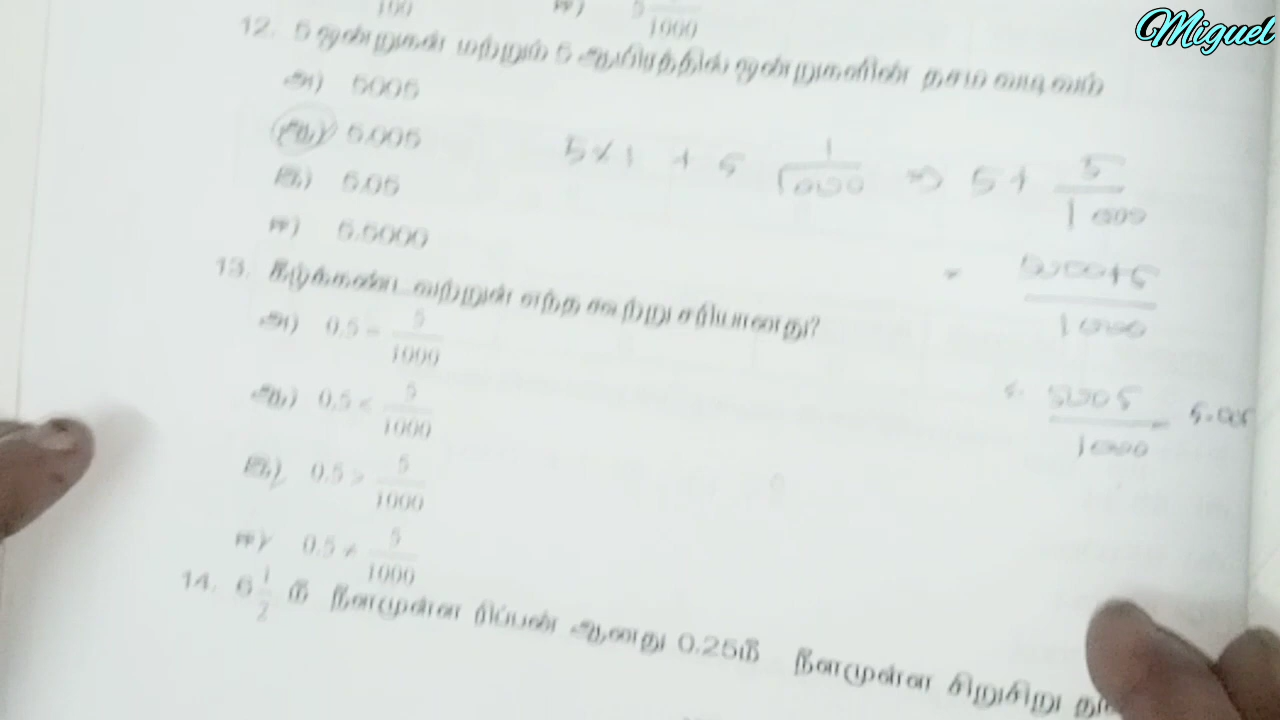 Miguel
100 ஈ) 5 1000
12. 5 ஒன்றுகள் மற்றும் 5 ஆயிரத்தில் ஒன்றுகளின் தசம வடிவம்
அ) 5005
ஆ) 5.005
5×1 + 5 1/1000 ⇒ 5+ 5/1000
இ) 5.05
ஈ) 5.5000
= 5000+5/1000
13. கீழ்க்கண்டவற்றுள் எந்த கூற்று சரியானது?
அ) 0.5 = 5/1000
5005/1000 = 5.005
ஆ) 0.5 < 5/1000
இ) 0.5 > 5/1000
ஈ) 0.5 ≠ 5/1000
14. 6 1/2 மீ நீளமுள்ள ரிப்பன் ஆனது 0.25மீ நீளமுள்ள சிறுசிறு